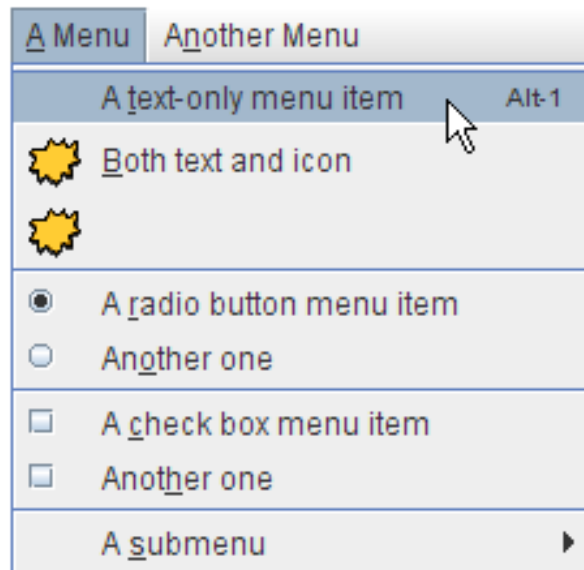 A Menu Another Menu
A text-only menu item Alt-1
Both text and icon
A radio button menu item
Another one
A check box menu item
Another one
A submenu